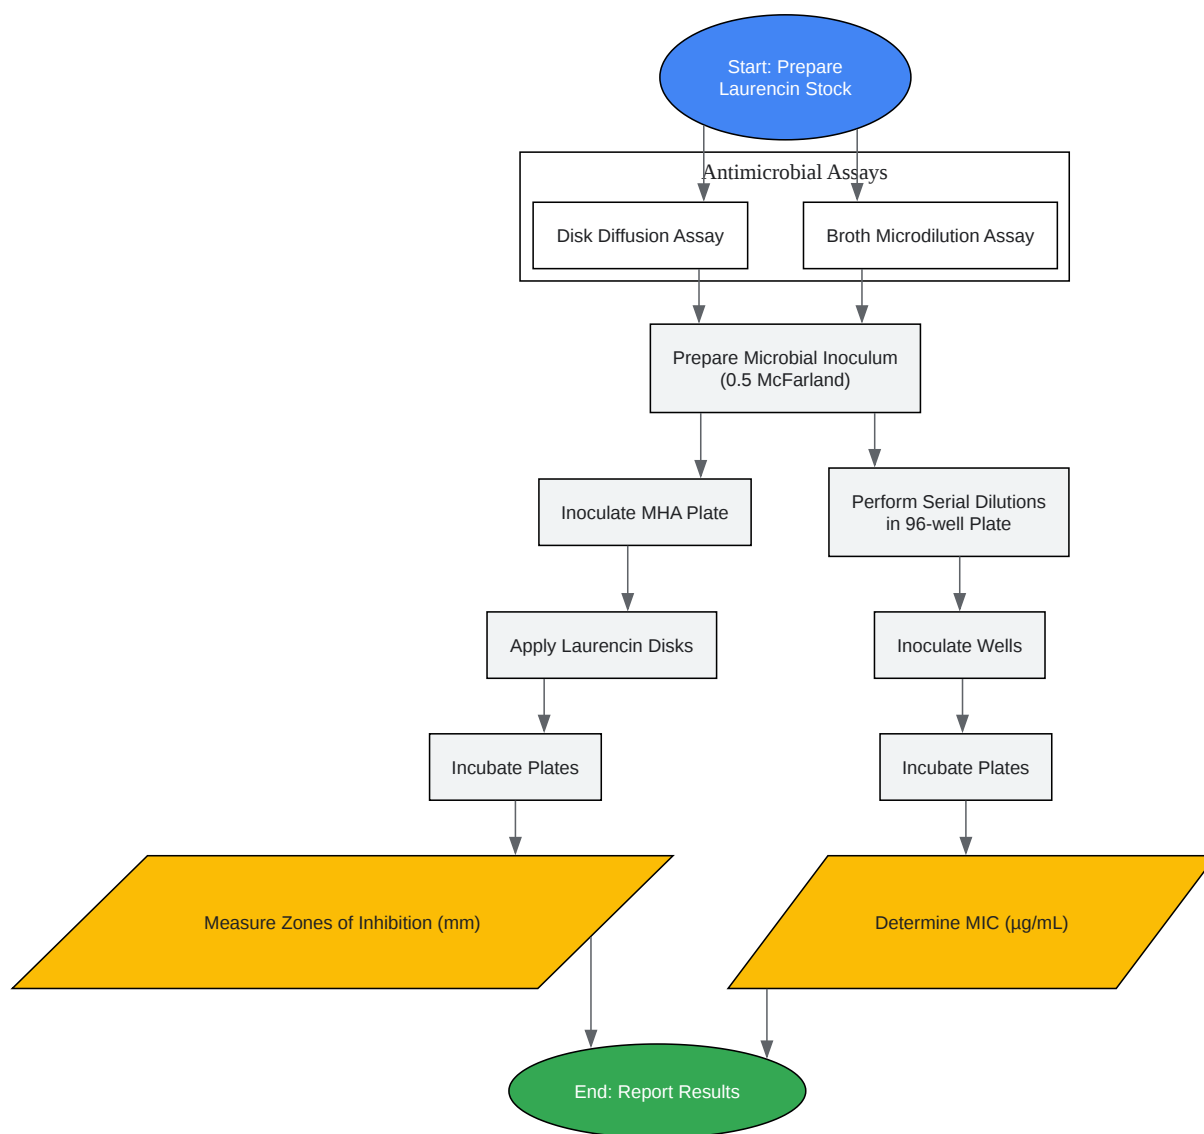 Start: Prepare
Laurencin Stock
Antimicrobial Assays
Disk Diffusion Assay
Broth Microdilution Assay
Prepare Microbial Inoculum
(0.5 McFarland)
Inoculate MHA Plate
Perform Serial Dilutions
in 96-well Plate
Apply Laurencin Disks
Inoculate Wells
Incubate Plates
Incubate Plates
Measure Zones of Inhibition (mm)
Determine MIC (µg/mL)
End: Report Results